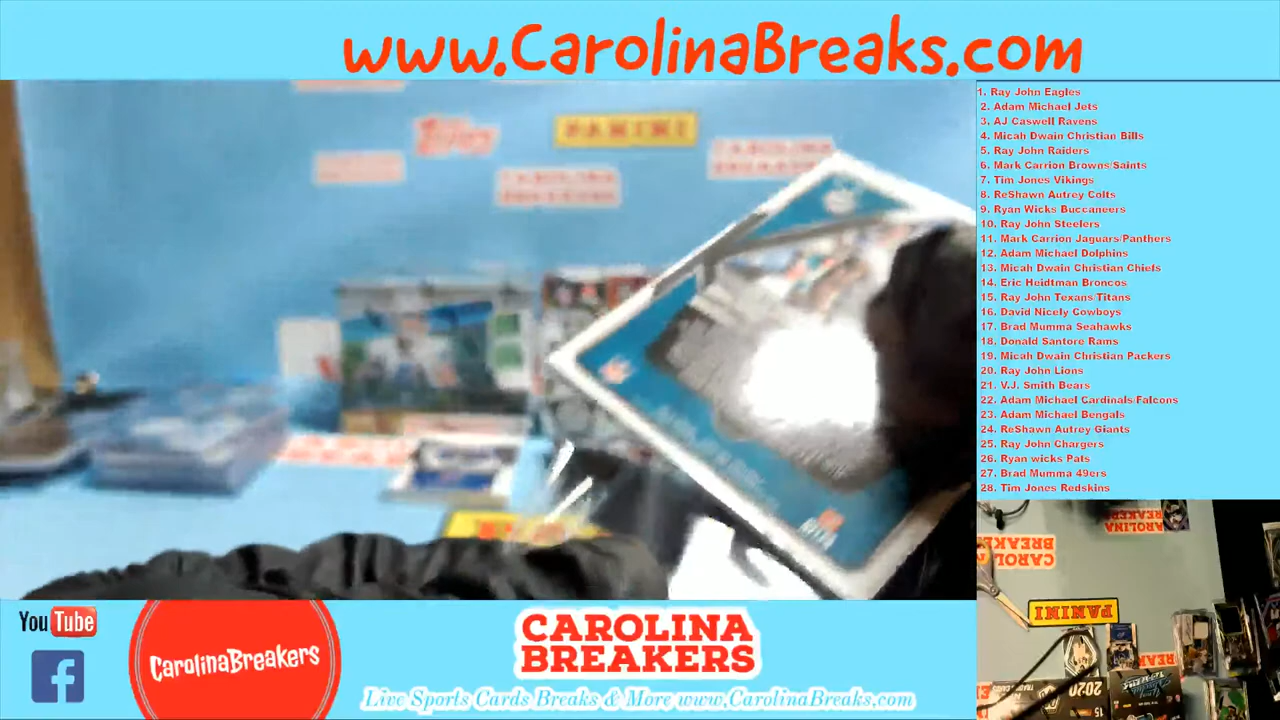 www.CarolinaBreaks.com
Topps
PANINI
1. Ray John Eagles
2. Adam Michael Jets
3. AJ Caswell Ravens
4. Micah Dwain Christian Bills
5. Ray John Raiders
6. Mark Carrion Browns/Saints
7. Tim Jones Vikings
8. ReShawn Autrey Colts
9. Ryan Wicks Buccaneers
10. Ray John Steelers
11. Mark Carrion Jaguars/Panthers
12. Adam Michael Dolphins
13. Micah Dwain Christian Chiefs
14. Eric Heidtman Broncos
15. Ray John Texans/Titans
16. David Nicely Cowboys
17. Brad Mumma Seahawks
18. Donald Santore Rams
19. Micah Dwain Christian Packers
20. Ray John Lions
21. V.J. Smith Bears
22. Adam Michael Cardinals/Falcons
23. Adam Michael Bengals
24. ReShawn Autrey Giants
25. Ray John Chargers
26. Ryan wicks Pats
27. Brad Mumma 49ers
28. Tim Jones Redskins
CAROLINA
BREAKERS
PANINI
2020
You Tube
CarolinaBreakers
CAROLINA
BREAKERS
Live Sports Cards Breaks & More www.CarolinaBreaks.com